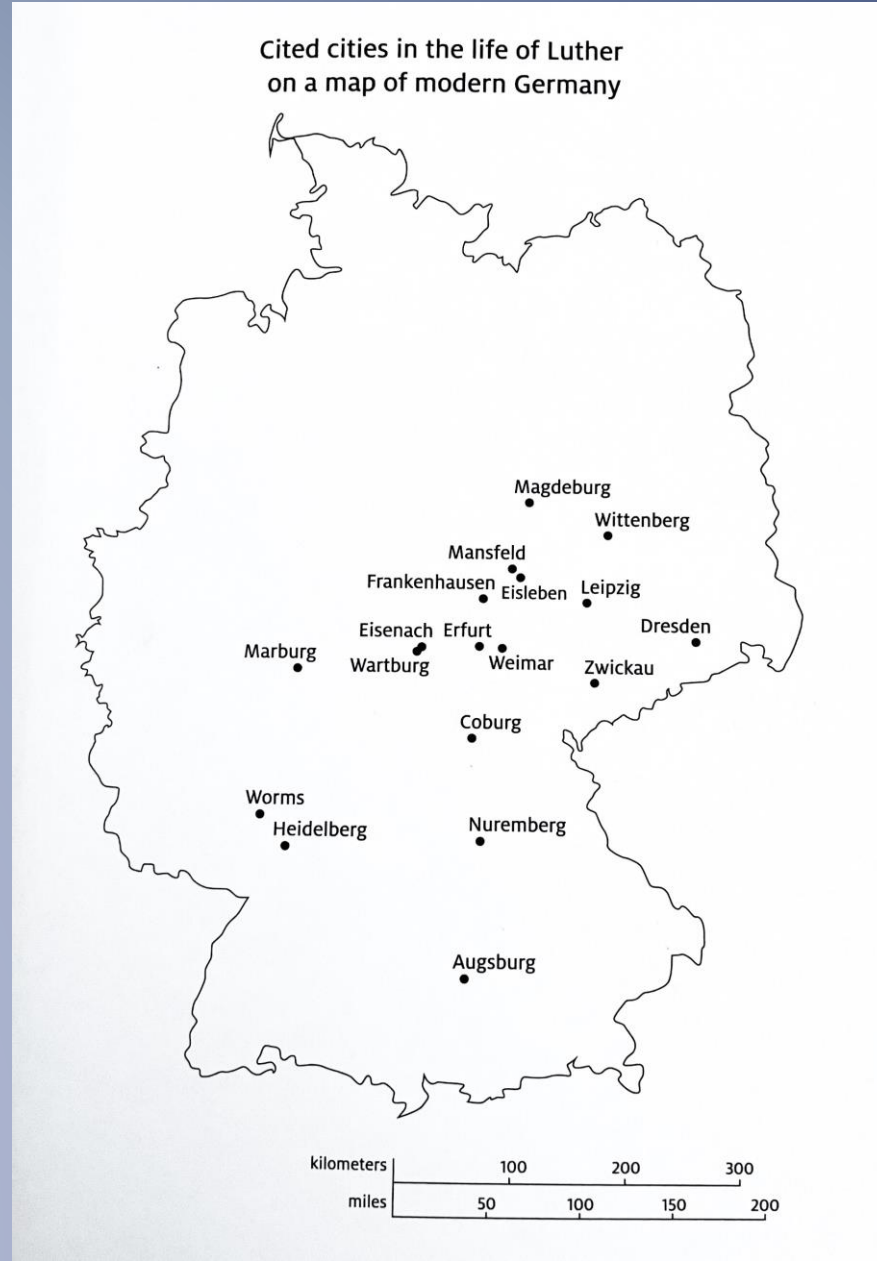 Cited cities in the life of Luther
on a map of modern Germany
Magdeburg
Wittenberg
Mansfeld
Frankenhausen
Eisleben
Leipzig
Eisenach
Erfurt
Dresden
Marburg
Wartburg
Weimar
Zwickau
Coburg
Worms
Heidelberg
Nuremberg
Augsburg
kilometers 100 200 300
miles 50 100 150 200